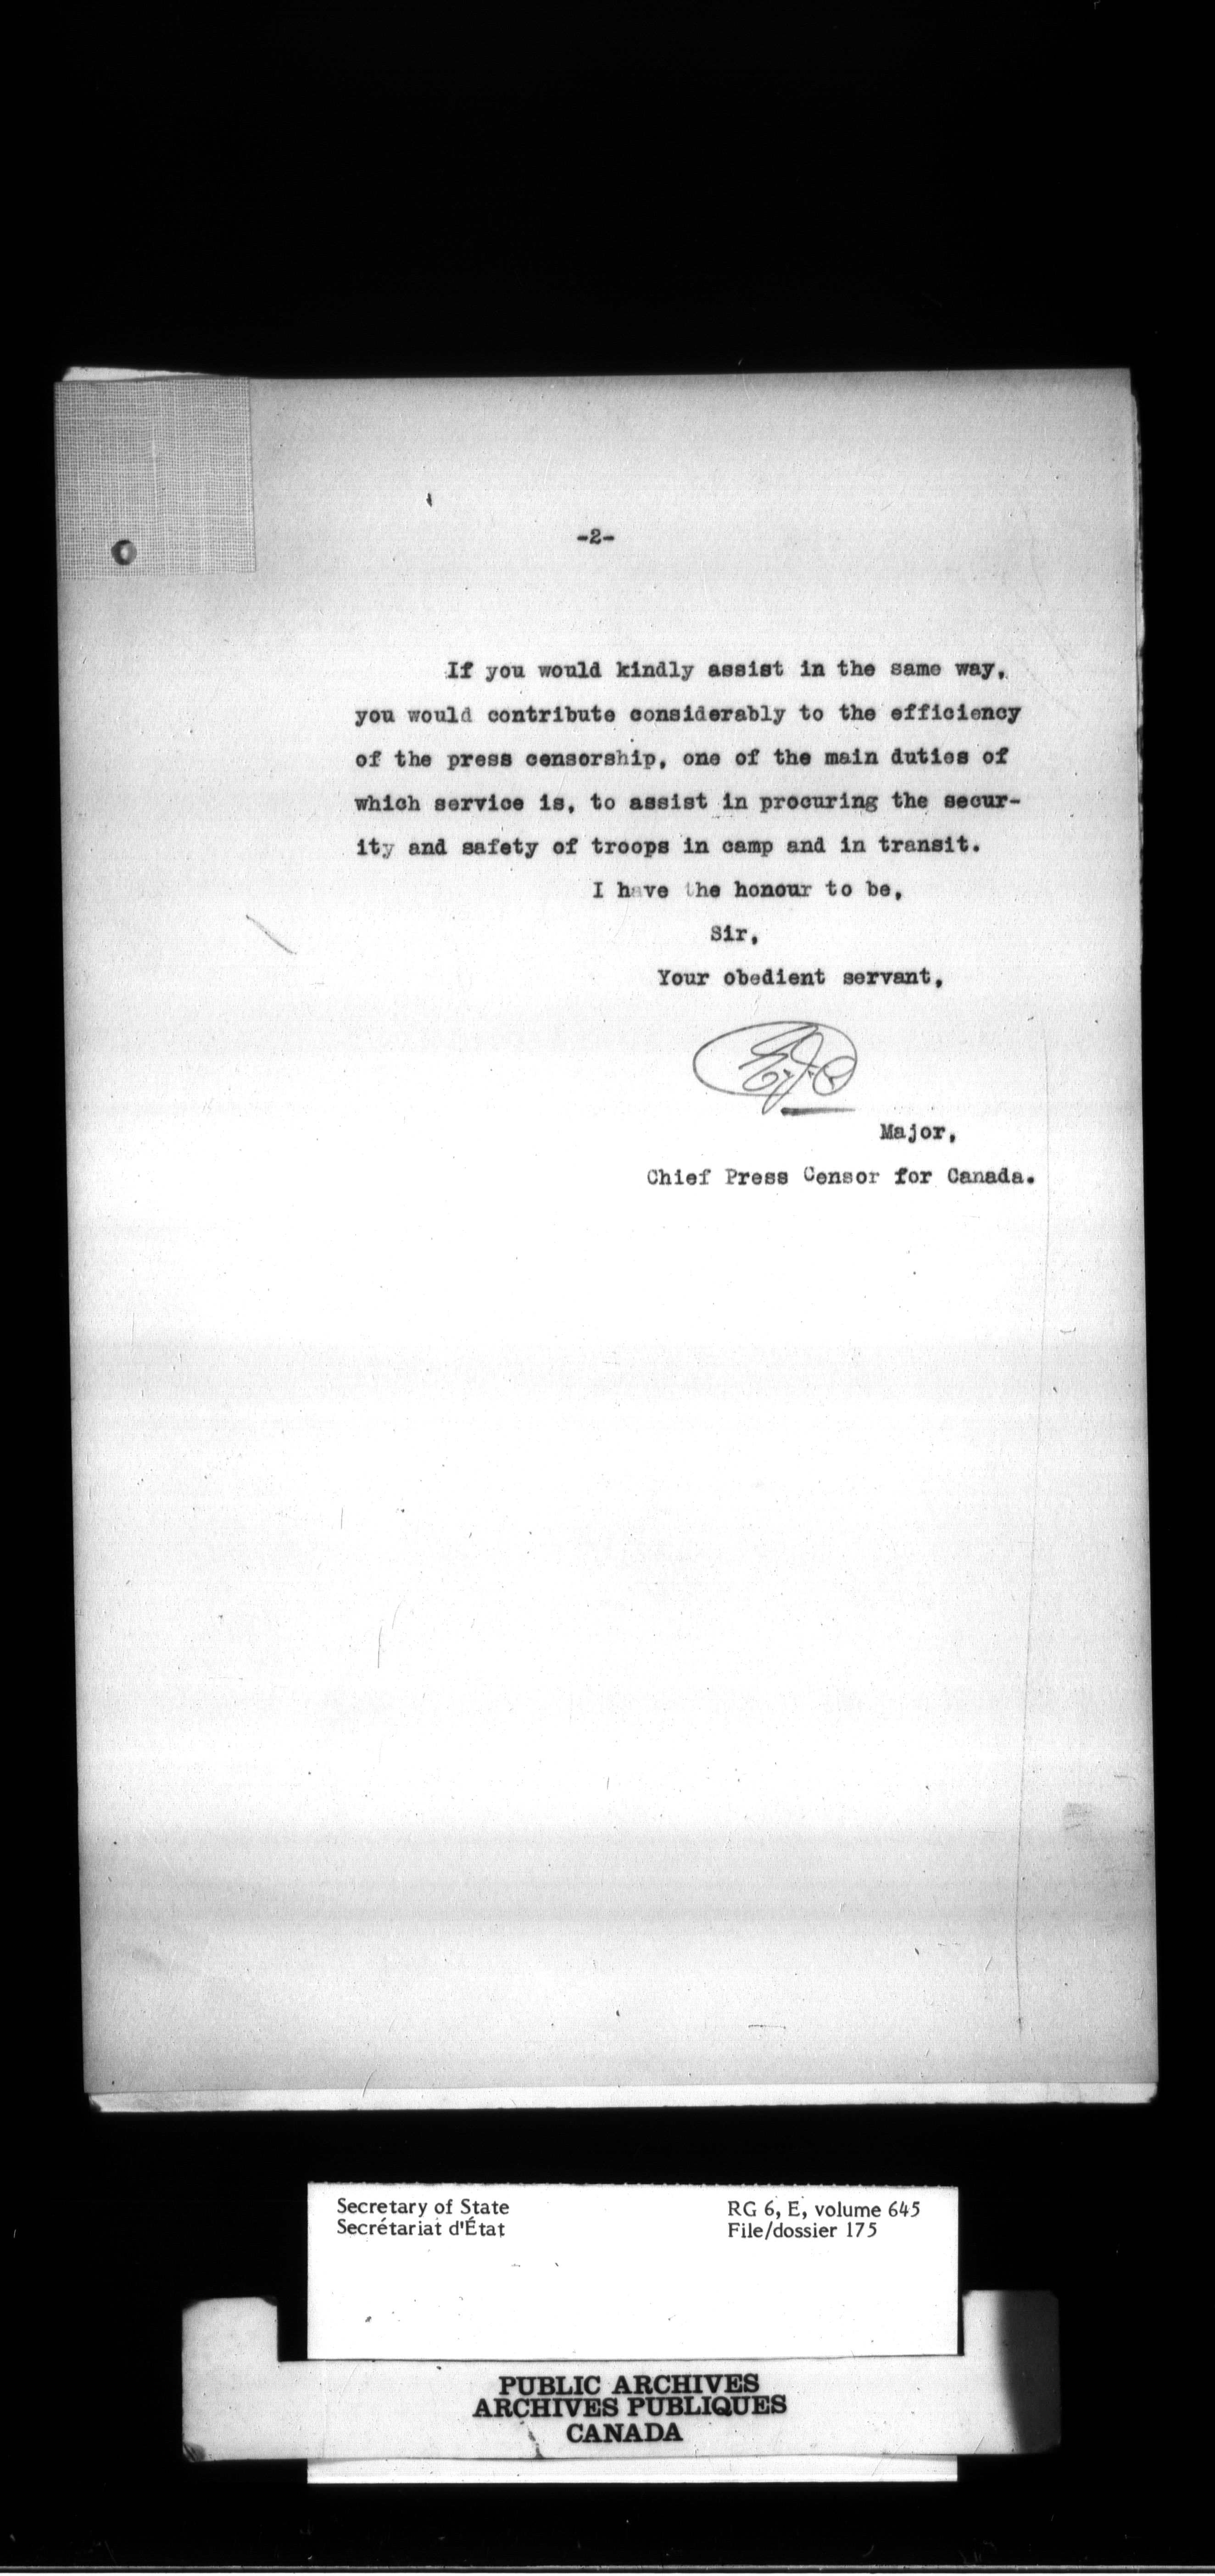 -2-
If you would kindly assist in the same way,
you would contribute considerably to the efficiency
of the press censorship, one of the main duties of
which service is, to assist in procuring the secur-
ity and safety of troops in camp and in transit.
I have the honour to be,
Sir,
Your obedient servant,
E.J.C
Major,
Chief Press Censor for Canada.
Secretary of State
Secrétariat d'État
RG 6, E, volume 645
File/dossier 175
PUBLIC ARCHIVES
ARCHIVES PUBLIQUES
CANADA